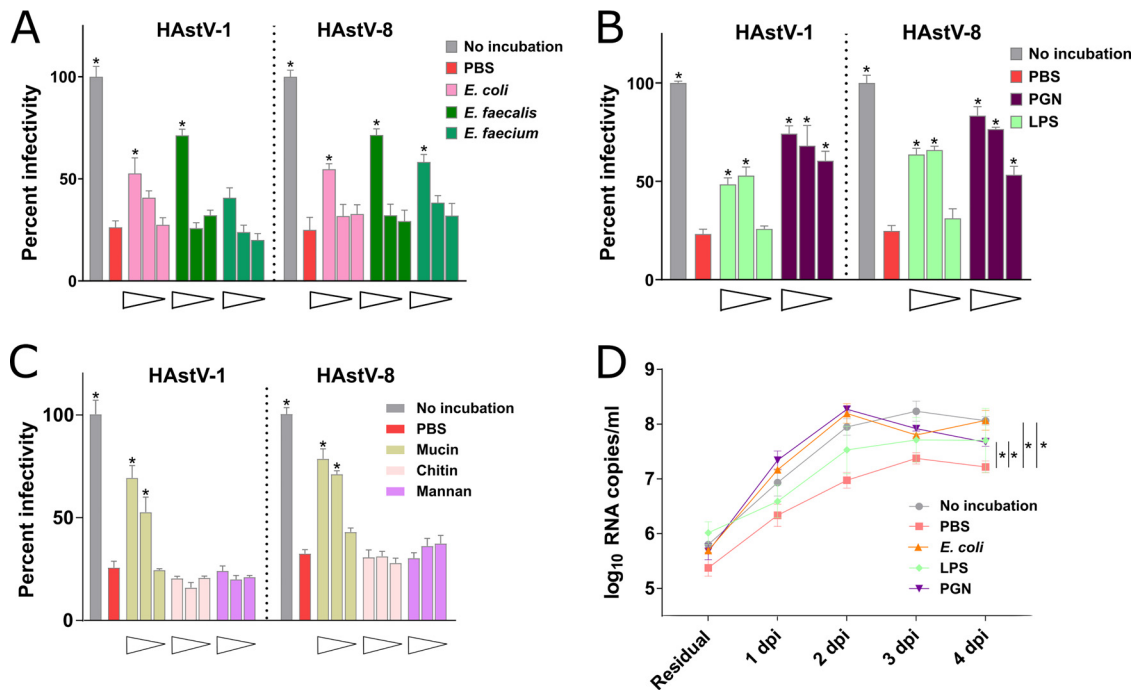 A
HAstV-1
HAstV-8
Percent infectivity
100
50
0
No incubation
PBS
E. coli
E. faecalis
E. faecium
* * * * * * *
B
HAstV-1
HAstV-8
Percent infectivity
100
50
0
No incubation
PBS
PGN
LPS
* * * * * * * * * * * *
C
HAstV-1
HAstV-8
Percent infectivity
100
50
0
No incubation
PBS
Mucin
Chitin
Mannan
* * * * * *
D
log10 RNA copies/ml
9
8
7
6
5
Residual
1 dpi
2 dpi
3 dpi
4 dpi
No incubation
PBS
E. coli
LPS
PGN
* * * *